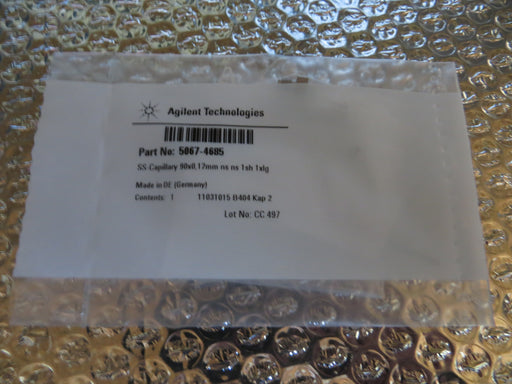 Agilent Technologies
Part No: 5067-4685
SS-Capillary 90x0,12mm ns ns 1sh 1xlg
Made in DE (Germany)
Contents: 1 11031015 B404 Kap 2
Lot No: CC 497